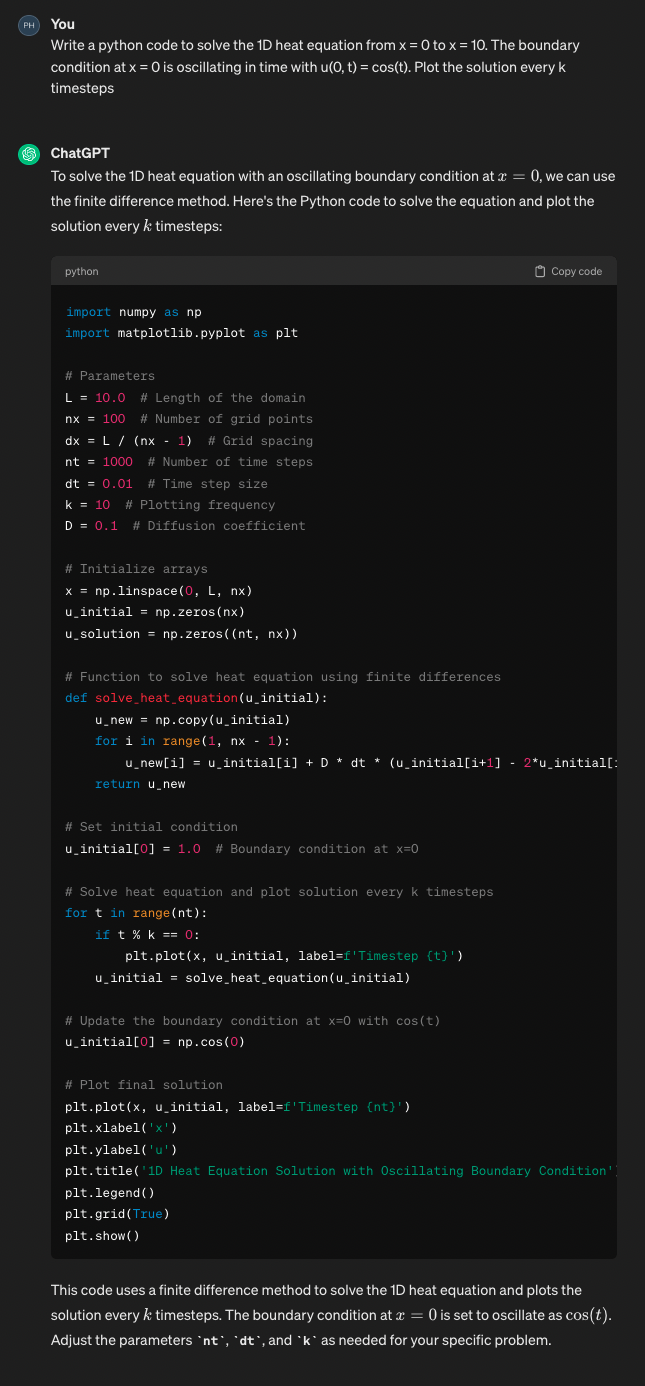 PH
You
Write a python code to solve the 1D heat equation from x = 0 to x = 10. The boundary
condition at x = 0 is oscillating in time with u(0, t) = cos(t). Plot the solution every k
timesteps
ChatGPT
To solve the 1D heat equation with an oscillating boundary condition at x = 0, we can use
the finite difference method. Here's the Python code to solve the equation and plot the
solution every k timesteps:
python Copy code
import numpy as np
import matplotlib.pyplot as plt
# Parameters
L = 10.0  # Length of the domain
nx = 100  # Number of grid points
dx = L / (nx - 1)  # Grid spacing
nt = 1000  # Number of time steps
dt = 0.01  # Time step size
k = 10  # Plotting frequency
D = 0.1  # Diffusion coefficient
# Initialize arrays
x = np.linspace(0, L, nx)
u_initial = np.zeros(nx)
u_solution = np.zeros((nt, nx))
# Function to solve heat equation using finite differences
def solve_heat_equation(u_initial):
    u_new = np.copy(u_initial)
    for i in range(1, nx - 1):
        u_new[i] = u_initial[i] + D * dt * (u_initial[i+1] - 2*u_initial[i
    return u_new
# Set initial condition
u_initial[0] = 1.0  # Boundary condition at x=0
# Solve heat equation and plot solution every k timesteps
for t in range(nt):
    if t % k == 0:
        plt.plot(x, u_initial, label=f'Timestep {t}')
    u_initial = solve_heat_equation(u_initial)
# Update the boundary condition at x=0 with cos(t)
u_initial[0] = np.cos(0)
# Plot final solution
plt.plot(x, u_initial, label=f'Timestep {nt}')
plt.xlabel('x')
plt.ylabel('u')
plt.title('1D Heat Equation Solution with Oscillating Boundary Condition')
plt.legend()
plt.grid(True)
plt.show()
This code uses a finite difference method to solve the 1D heat equation and plots the
solution every k timesteps. The boundary condition at x = 0 is set to oscillate as cos(t).
Adjust the parameters `nt`, `dt`, and `k` as needed for your specific problem.